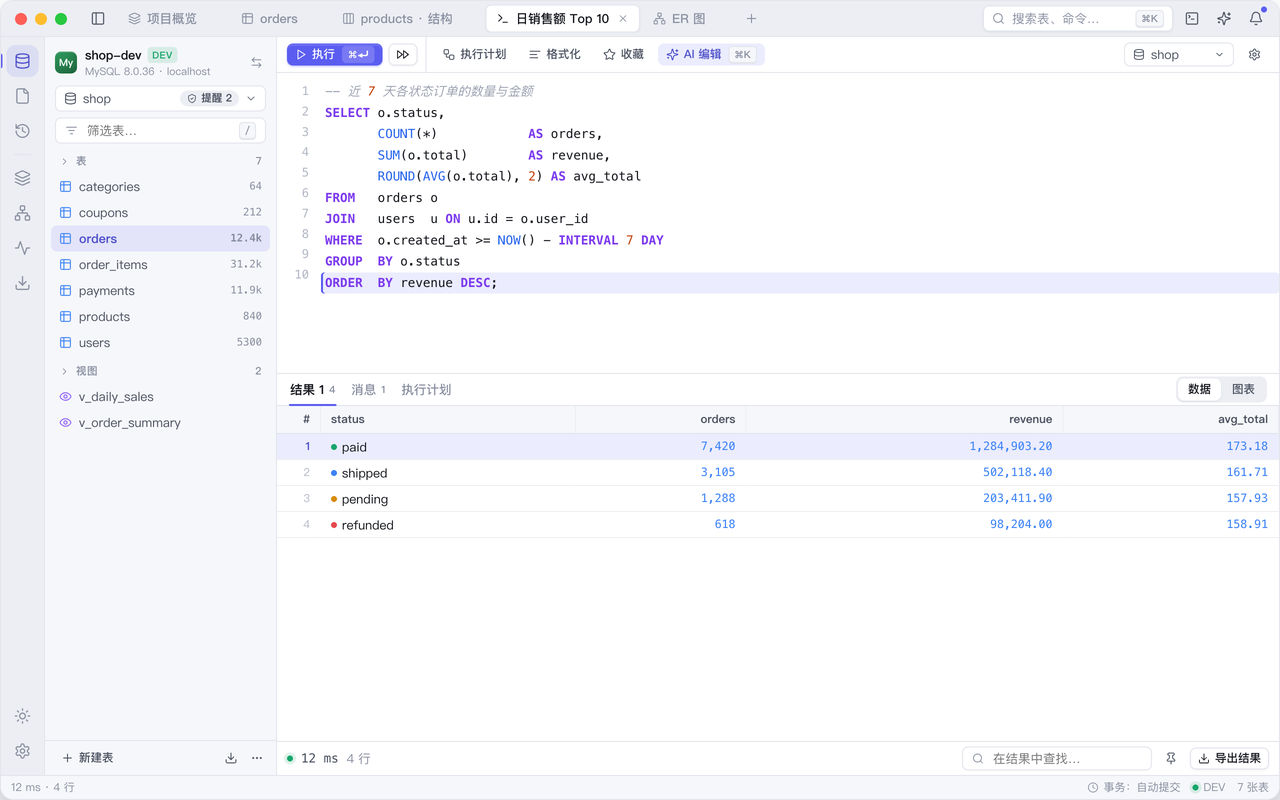 项目概览
orders
products · 结构
日销售额 Top 10
ER 图
搜索表、命令…
⌘K
My
shop-dev DEV
MySQL 8.0.36 · localhost
shop
提醒 2
筛选表…
/
表 7
categories 64
coupons 212
orders 12.4k
order_items 31.2k
payments 11.9k
products 840
users 5300
视图 2
v_daily_sales
v_order_summary
新建表
执行 ⌘↩
执行计划
格式化
收藏
AI 编辑 ⌘K
shop
1 -- 近 7 天各状态订单的数量与金额
2 SELECT o.status,
3 COUNT(*) AS orders,
4 SUM(o.total) AS revenue,
5 ROUND(AVG(o.total), 2) AS avg_total
6 FROM orders o
7 JOIN users u ON u.id = o.user_id
8 WHERE o.created_at >= NOW() - INTERVAL 7 DAY
9 GROUP BY o.status
10 ORDER BY revenue DESC;
结果 1 4
消息 1
执行计划
数据
图表
# status orders revenue avg_total
1 paid 7,420 1,284,903.20 173.18
2 shipped 3,105 502,118.40 161.71
3 pending 1,288 203,411.90 157.93
4 refunded 618 98,204.00 158.91
12 ms 4 行
在结果中查找…
导出结果
12 ms · 4 行
事务: 自动提交
DEV
7 张表